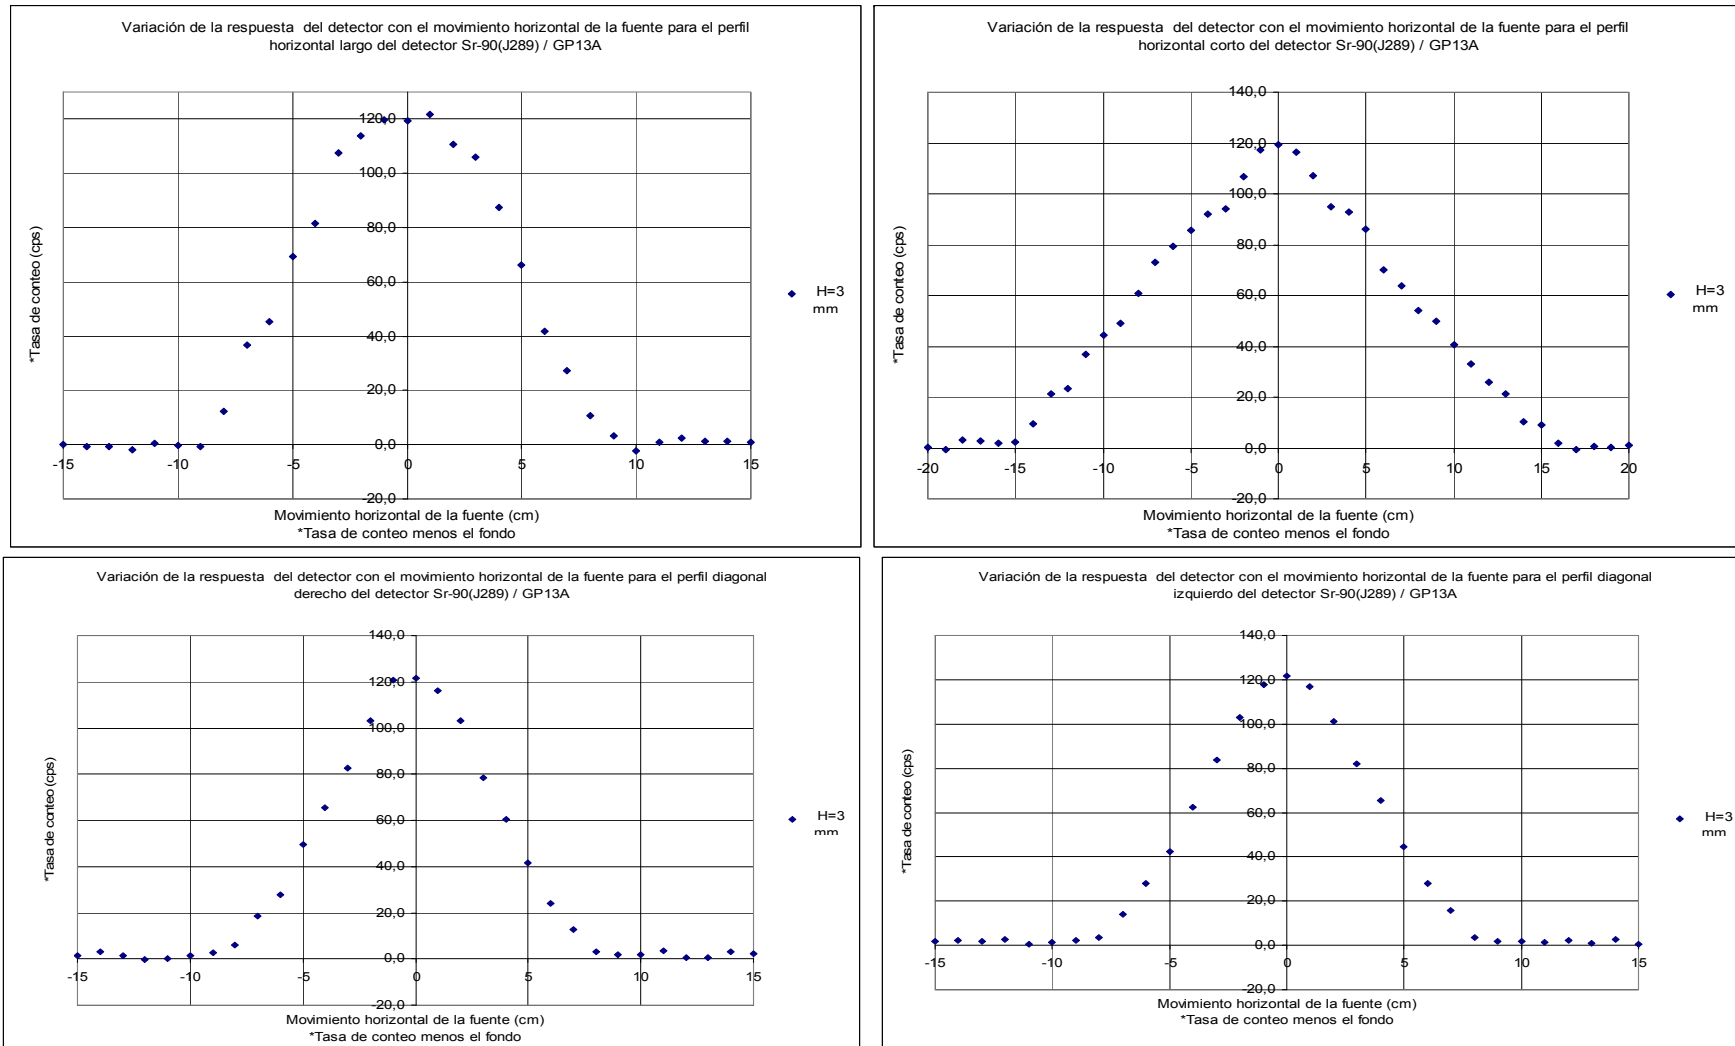 Variación de la respuesta del detector con el movimiento horizontal de la fuente para el perfil
horizontal largo del detector Sr-90(J289) / GP13A
120,0
100,0
80,0
60,0
40,0
20,0
0,0
-20,0
-15 -10 -5 0 5 10 15
*Tasa de conteo (cps)
Movimiento horizontal de la fuente (cm)
*Tasa de conteo menos el fondo
H=3
mm
Variación de la respuesta del detector con el movimiento horizontal de la fuente para el perfil
horizontal corto del detector Sr-90(J289) / GP13A
140,0
120,0
100,0
80,0
60,0
40,0
20,0
0,0
-20,0
-20 -15 -10 -5 0 5 10 15 20
*Tasa de conteo (cps)
Movimiento horizontal de la fuente (cm)
*Tasa de conteo menos el fondo
H=3
mm
Variación de la respuesta del detector con el movimiento horizontal de la fuente para el perfil diagonal
derecho del detector Sr-90(J289) / GP13A
140,0
120,0
100,0
80,0
60,0
40,0
20,0
0,0
-20,0
-15 -10 -5 0 5 10 15
*Tasa de conteo (cps)
Movimiento horizontal de la fuente (cm)
*Tasa de conteo menos el fondo
H=3
mm
Variación de la respuesta del detector con el movimiento horizontal de la fuente para el perfil diagonal
izquierdo del detector Sr-90(J289) / GP13A
140,0
120,0
100,0
80,0
60,0
40,0
20,0
0,0
-20,0
-15 -10 -5 0 5 10 15
*Tasa de conteo (cps)
Movimiento horizontal de la fuente (cm)
*Tasa de conteo menos el fondo
H=3
mm